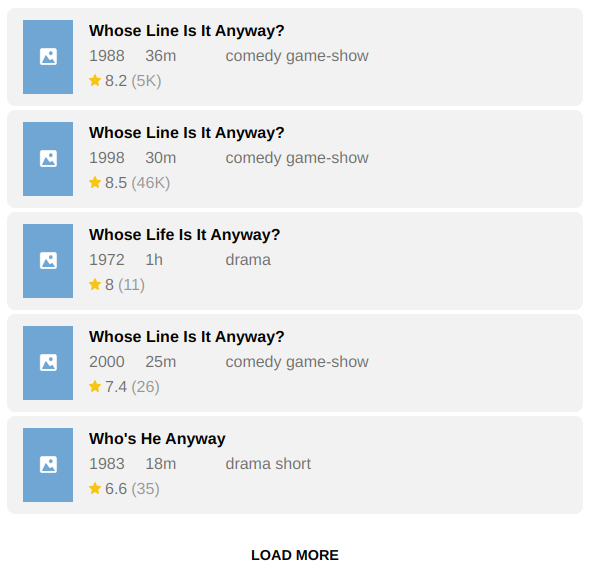 Whose Line Is It Anyway?
1988 36m comedy game-show
8.2 (5K)
Whose Line Is It Anyway?
1998 30m comedy game-show
8.5 (46K)
Whose Life Is It Anyway?
1972 1h drama
8 (11)
Whose Line Is It Anyway?
2000 25m comedy game-show
7.4 (26)
Who's He Anyway
1983 18m drama short
6.6 (35)
LOAD MORE